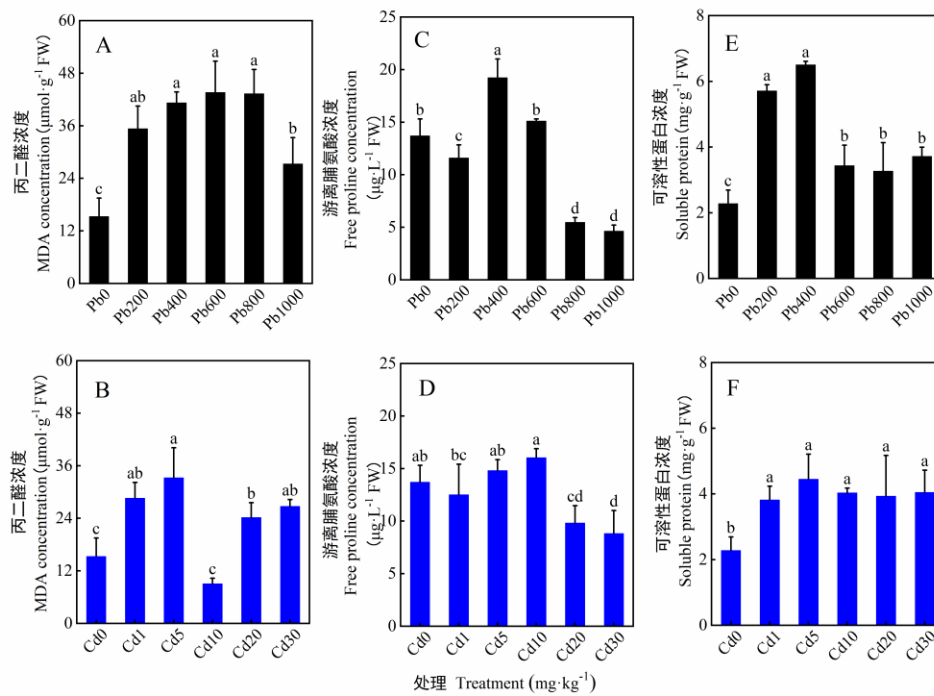 A
丙二醛浓度
MDA concentration (μmol·g⁻¹ FW)
60
48
36
24
12
0
c
ab
a
a
a
b
Pb0
Pb200
Pb400
Pb600
Pb800
Pb1000
C
游离脯氨酸浓度
Free proline concentration
(μg·L⁻¹ FW)
25
20
15
10
5
0
b
c
a
b
d
d
Pb0
Pb200
Pb400
Pb600
Pb800
Pb1000
E
可溶性蛋白浓度
Soluble protein (mg·g⁻¹ FW)
8
6
4
2
0
c
a
a
b
b
b
Pb0
Pb200
Pb400
Pb600
Pb800
Pb1000
B
丙二醛浓度
MDA concentration (μmol·g⁻¹ FW)
60
48
36
24
12
0
c
ab
a
c
b
ab
Cd0
Cd1
Cd5
Cd10
Cd20
Cd30
D
游离脯氨酸浓度
Free proline concentration
(μg·L⁻¹ FW)
25
20
15
10
5
0
ab
bc
ab
a
cd
d
Cd0
Cd1
Cd5
Cd10
Cd20
Cd30
F
可溶性蛋白浓度
Soluble protein (mg·g⁻¹ FW)
8
6
4
2
0
b
a
a
a
a
a
Cd0
Cd1
Cd5
Cd10
Cd20
Cd30
处理 Treatment (mg·kg⁻¹)